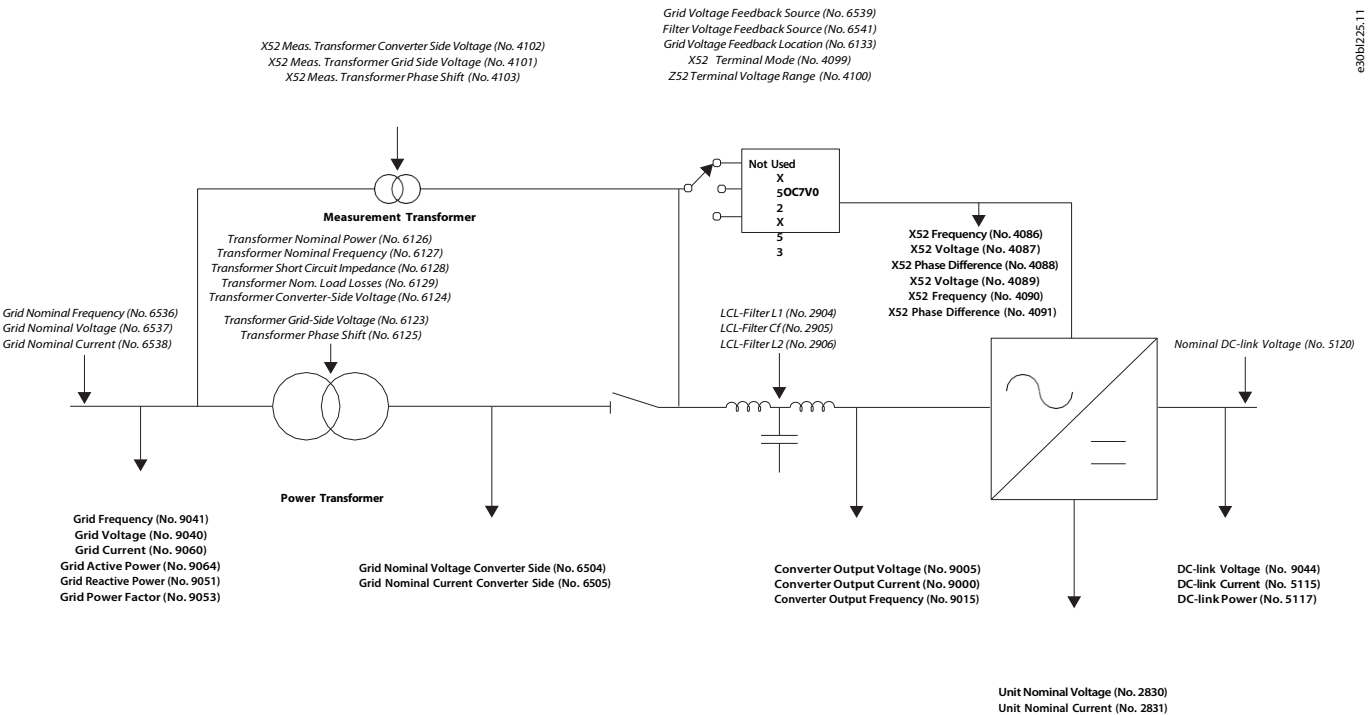 Grid Voltage Feedback Source (No. 6539)
Filter Voltage Feedback Source (No. 6541)
Grid Voltage Feedback Location (No. 6133)
X52 Terminal Mode (No. 4099)
Z52 Terminal Voltage Range (No. 4100)
e30bl225.11
X52 Meas. Transformer Converter Side Voltage (No. 4102)
X52 Meas. Transformer Grid Side Voltage (No. 4101)
X52 Meas. Transformer Phase Shift (No. 4103)
Not Used
X
5OC7V0
2
X
5
3
Measurement Transformer
Transformer Nominal Power (No. 6126)
Transformer Nominal Frequency (No. 6127)
Transformer Short Circuit Impedance (No. 6128)
Transformer Nom. Load Losses (No. 6129)
Transformer Converter-Side Voltage (No. 6124)
Transformer Grid-Side Voltage (No. 6123)
Transformer Phase Shift (No. 6125)
X52 Frequency (No. 4086)
X52 Voltage (No. 4087)
X52 Phase Difference (No. 4088)
X52 Voltage (No. 4089)
X52 Frequency (No. 4090)
X52 Phase Difference (No. 4091)
Grid Nominal Frequency (No. 6536)
Grid Nominal Voltage (No. 6537)
Grid Nominal Current (No. 6538)
LCL-Filter L1 (No. 2904)
LCL-Filter Cf (No. 2905)
LCL-Filter L2 (No. 2906)
Nominal DC-link Voltage (No. 5120)
Power Transformer
Grid Frequency (No. 9041)
Grid Voltage (No. 9040)
Grid Current (No. 9060)
Grid Active Power (No. 9064)
Grid Reactive Power (No. 9051)
Grid Power Factor (No. 9053)
Grid Nominal Voltage Converter Side (No. 6504)
Grid Nominal Current Converter Side (No. 6505)
Converter Output Voltage (No. 9005)
Converter Output Current (No. 9000)
Converter Output Frequency (No. 9015)
DC-link Voltage (No. 9044)
DC-link Current (No. 5115)
DC-link Power (No. 5117)
Unit Nominal Voltage (No. 2830)
Unit Nominal Current (No. 2831)